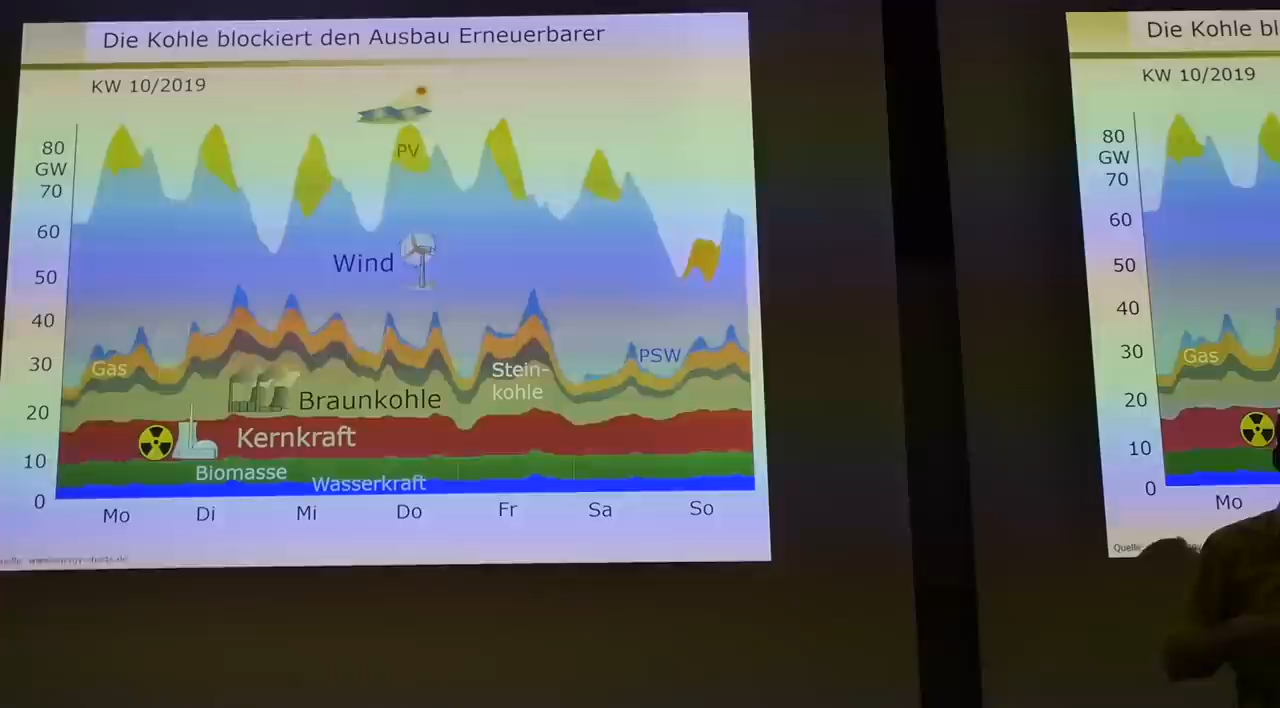 Die Kohle blockiert den Ausbau Erneuerbarer
KW 10/2019
80
GW
70
60
50
40
30
20
10
0
PV
Wind
Gas
PSW
Stein-
kohle
Braunkohle
Kernkraft
Biomasse
Wasserkraft
Mo
Di
Mi
Do
Fr
Sa
So
Die Kohle bl
KW 10/2019
80
GW
70
60
50
40
30
20
10
0
Gas
Mo
Quelle: